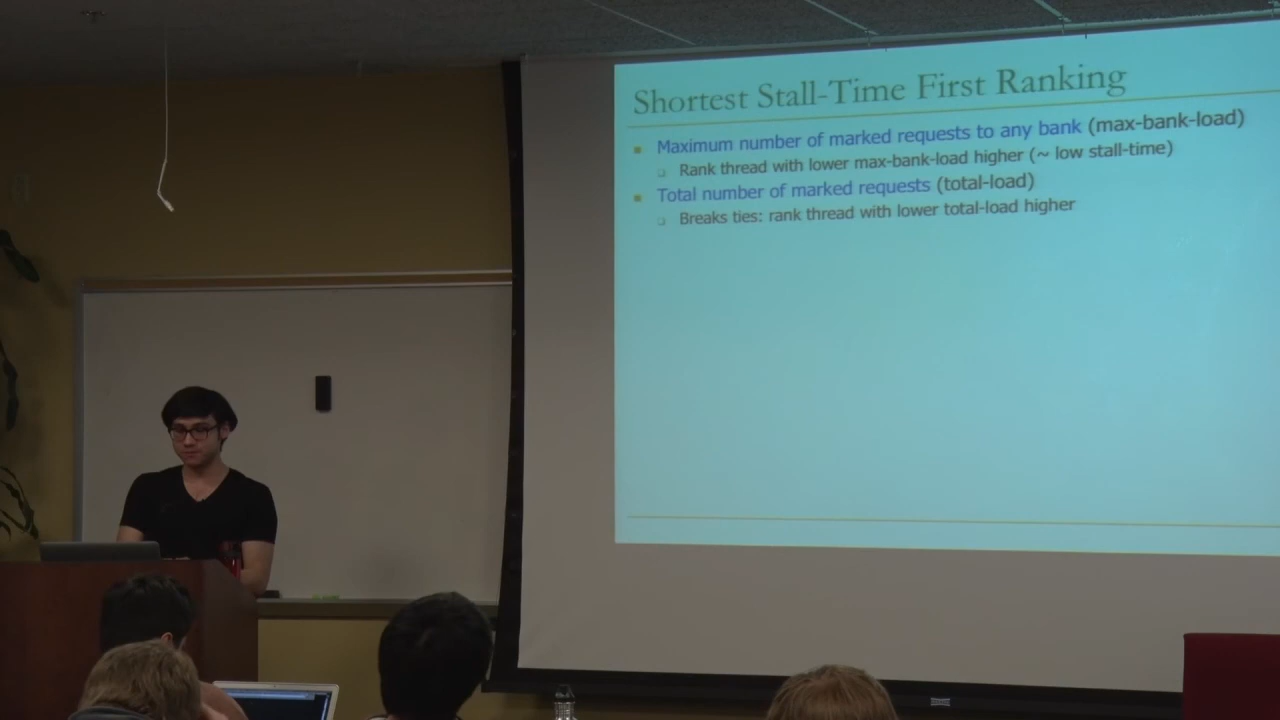 Shortest Stall-Time First Ranking
Maximum number of marked requests to any bank (max-bank-load)
Rank thread with lower max-bank-load higher (~ low stall-time)
Total number of marked requests (total-load)
Breaks ties: rank thread with lower total-load higher